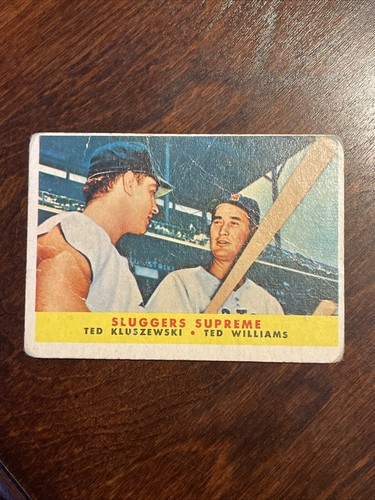 SLUGGERS SUPREME
TED KLUSZEWSKI • TED WILLIAMS